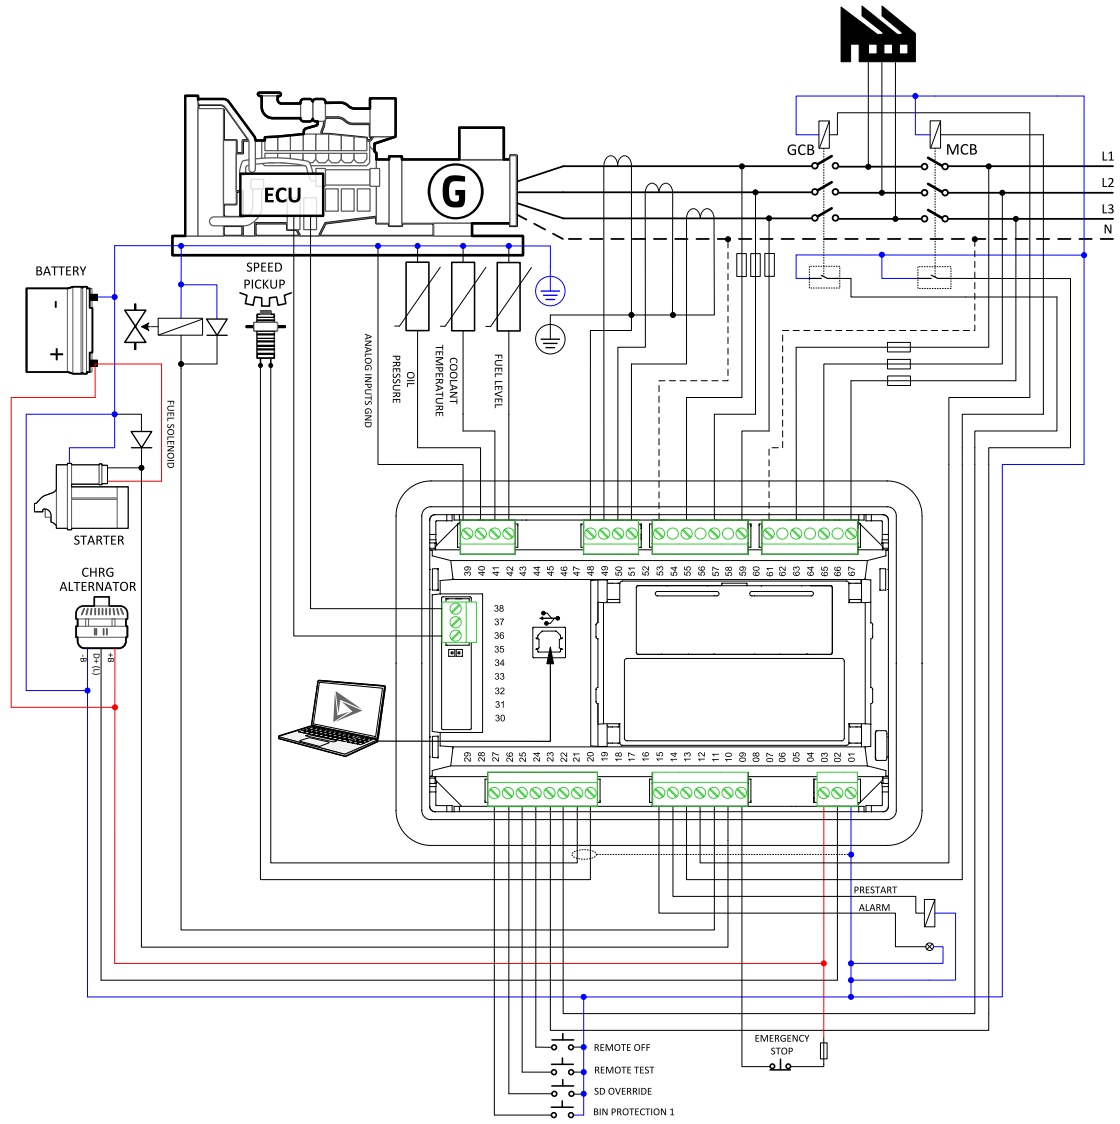 GCB
MCB
L1
L2
L3
N
ECU
G
BATTERY
-
+
SPEED
PICKUP
FUEL SOLENOID
ANALOG INPUTS GND
OIL
PRESSURE
COOLANT
TEMPERATURE
FUEL LEVEL
STARTER
CHRG
ALTERNATOR
-B
D+ (L)
+B
39 40 41 42 43 44 45 46 47 48 49 50 51 52 53 54 55 56 57 58 59 60 61 62 63 64 65 66 67
38
37
36
35
34
33
32
31
30
29 28 27 26 25 24 23 22 21 20 19 18 17 16 15 14 13 12 11 10 09 08 07 06 05 04 03 02 01
PRESTART
ALARM
EMERGENCY
STOP
REMOTE OFF
REMOTE TEST
SD OVERRIDE
BIN PROTECTION 1